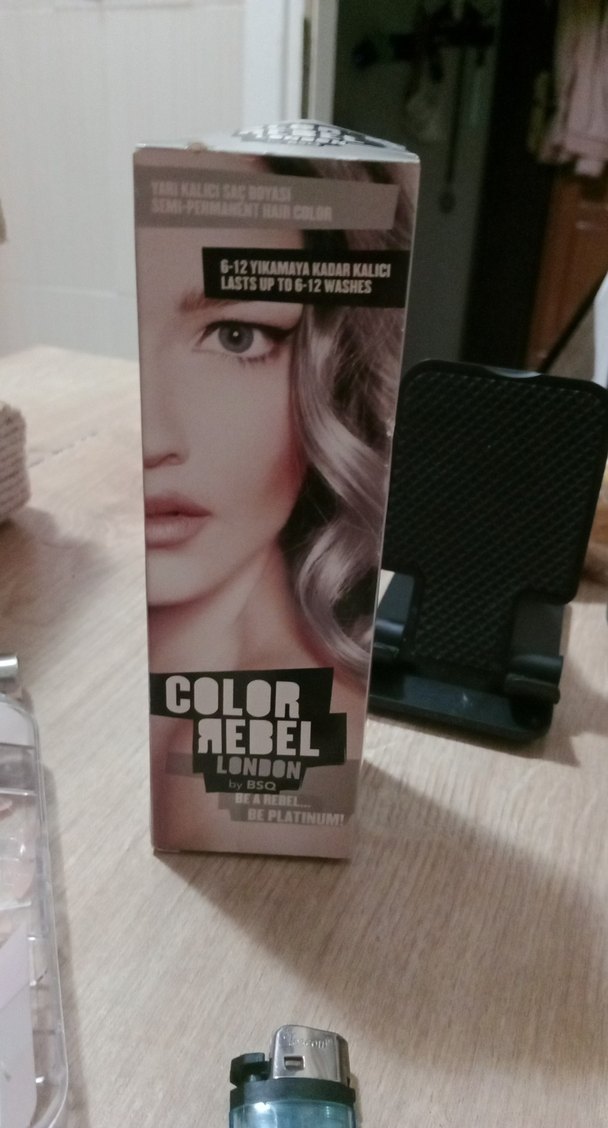 YARI KALICI SAÇ BOYASI
SEMI-PERMANENT HAIR COLOR
6-12 YIKAMAYA KADAR KALICI
LASTS UP TO 6-12 WASHES
COLOR
REBEL
LONDON
by BSQ
BE A REBEL...
BE PLATINUM!